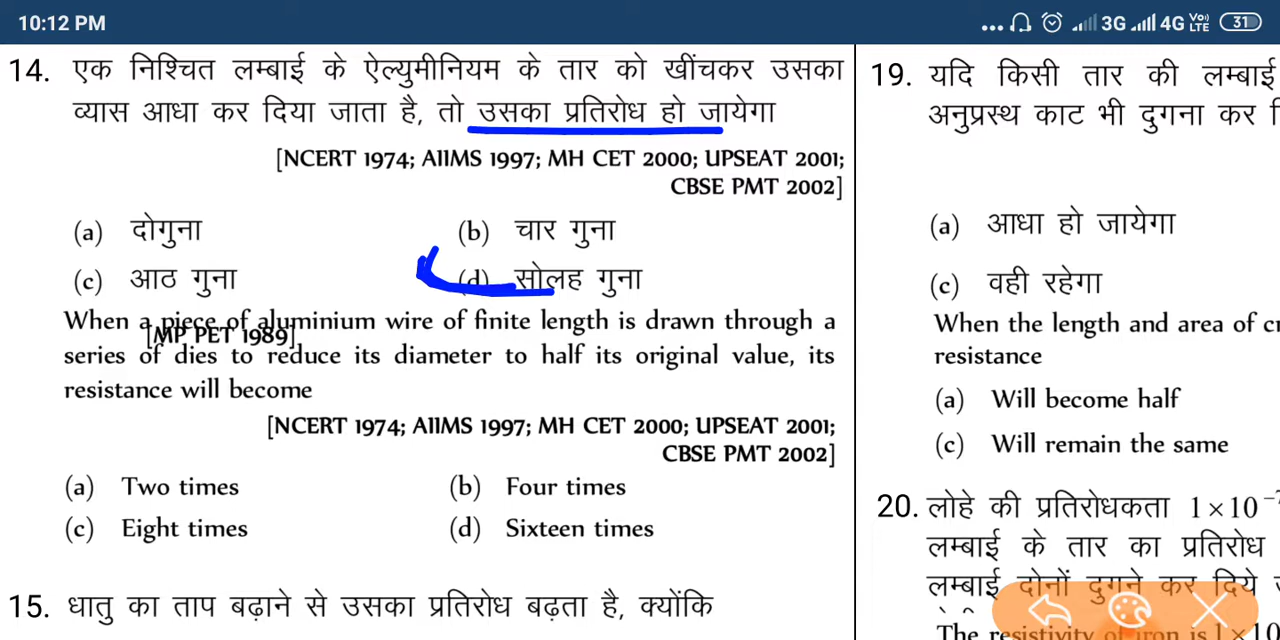 10:12 PM
... 3G 4G VoI) LTE 31
14. एक निश्चित लम्बाई के ऐल्युमीनियम के तार को खींचकर उसका
व्यास आधा कर दिया जाता है, तो उसका प्रतिरोध हो जायेगा
[NCERT 1974; AIIMS 1997; MH CET 2000; UPSEAT 2001;
CBSE PMT 2002]
(a) दोगुना (b) चार गुना
(c) आठ गुना (d) सोलह गुना
When a piece of aluminium wire of finite length is drawn through a
[MP PET 1989]
series of dies to reduce its diameter to half its original value, its
resistance will become
[NCERT 1974; AIIMS 1997; MH CET 2000; UPSEAT 2001;
CBSE PMT 2002]
(a) Two times (b) Four times
(c) Eight times (d) Sixteen times
15. धातु का ताप बढ़ाने से उसका प्रतिरोध बढ़ता है, क्योंकि
19. यदि किसी तार की लम्बाई
अनुप्रस्थ काट भी दुगना कर
(a) आधा हो जायेगा
(c) वही रहेगा
When the length and area of
resistance
(a) Will become half
(c) Will remain the same
20. लोहे की प्रतिरोधकता 1×10⁻⁷
लम्बाई के तार का प्रतिरोध
लम्बाई दोनों दुगने कर दिये
The resistivity of iron is 1×10